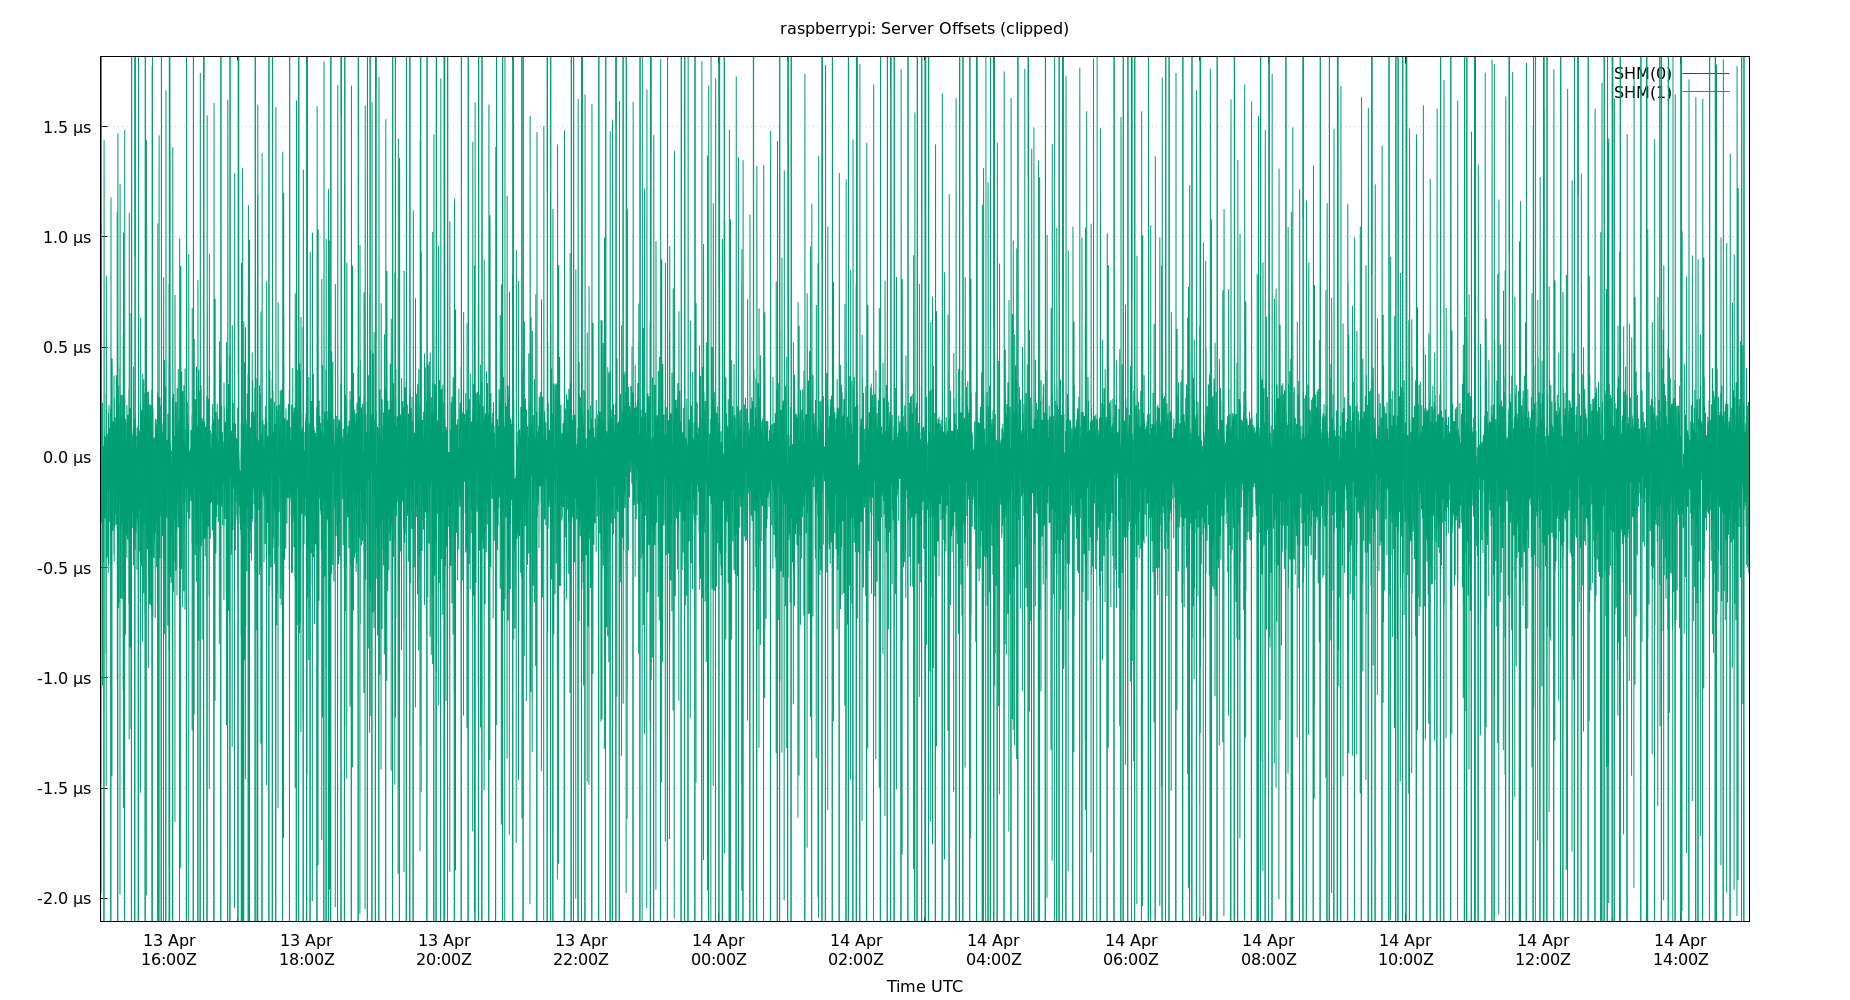 raspberrypi: Server Offsets (clipped)
SHM(0)
SHM(1)
1.5 µs
1.0 µs
0.5 µs
0.0 µs
-0.5 µs
-1.0 µs
-1.5 µs
-2.0 µs
13 Apr 13 Apr 13 Apr 13 Apr 14 Apr 14 Apr 14 Apr 14 Apr 14 Apr 14 Apr 14 Apr 14 Apr
16:00Z 18:00Z 20:00Z 22:00Z 00:00Z 02:00Z 04:00Z 06:00Z 08:00Z 10:00Z 12:00Z 14:00Z
Time UTC